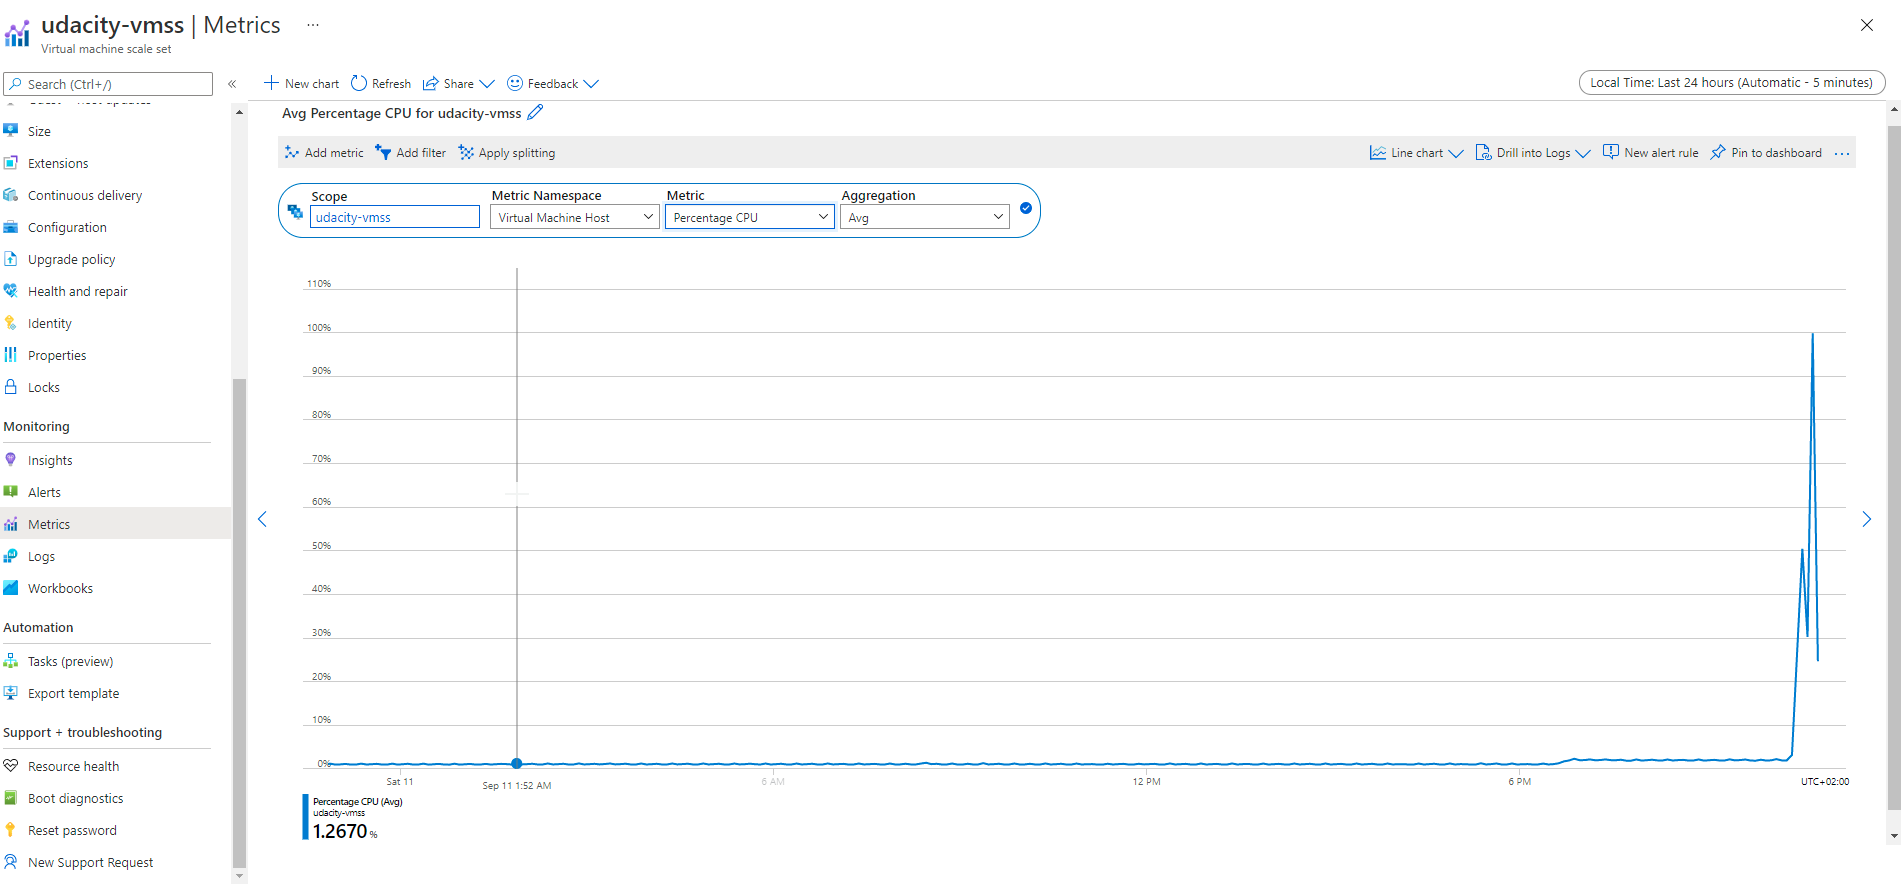 udacity-vmss | Metrics ...
Virtual machine scale set
Search (Ctrl+/)
«
Size
Extensions
Continuous delivery
Configuration
Upgrade policy
Health and repair
Identity
Properties
Locks
Monitoring
Insights
Alerts
Metrics
Logs
Workbooks
Automation
Tasks (preview)
Export template
Support + troubleshooting
Resource health
Boot diagnostics
Reset password
New Support Request
New chart Refresh Share Feedback
Local Time: Last 24 hours (Automatic - 5 minutes)
Avg Percentage CPU for udacity-vmss
Add metric Add filter Apply splitting
Line chart Drill into Logs New alert rule Pin to dashboard ...
Scope Metric Namespace Metric Aggregation
udacity-vmss Virtual Machine Host Percentage CPU Avg
110%
100%
90%
80%
70%
60%
50%
40%
30%
20%
10%
0%
Sat 11 Sep 11 1:52 AM 6 AM 12 PM 6 PM UTC+02:00
Percentage CPU (Avg)
udacity-vmss
1.2670 %